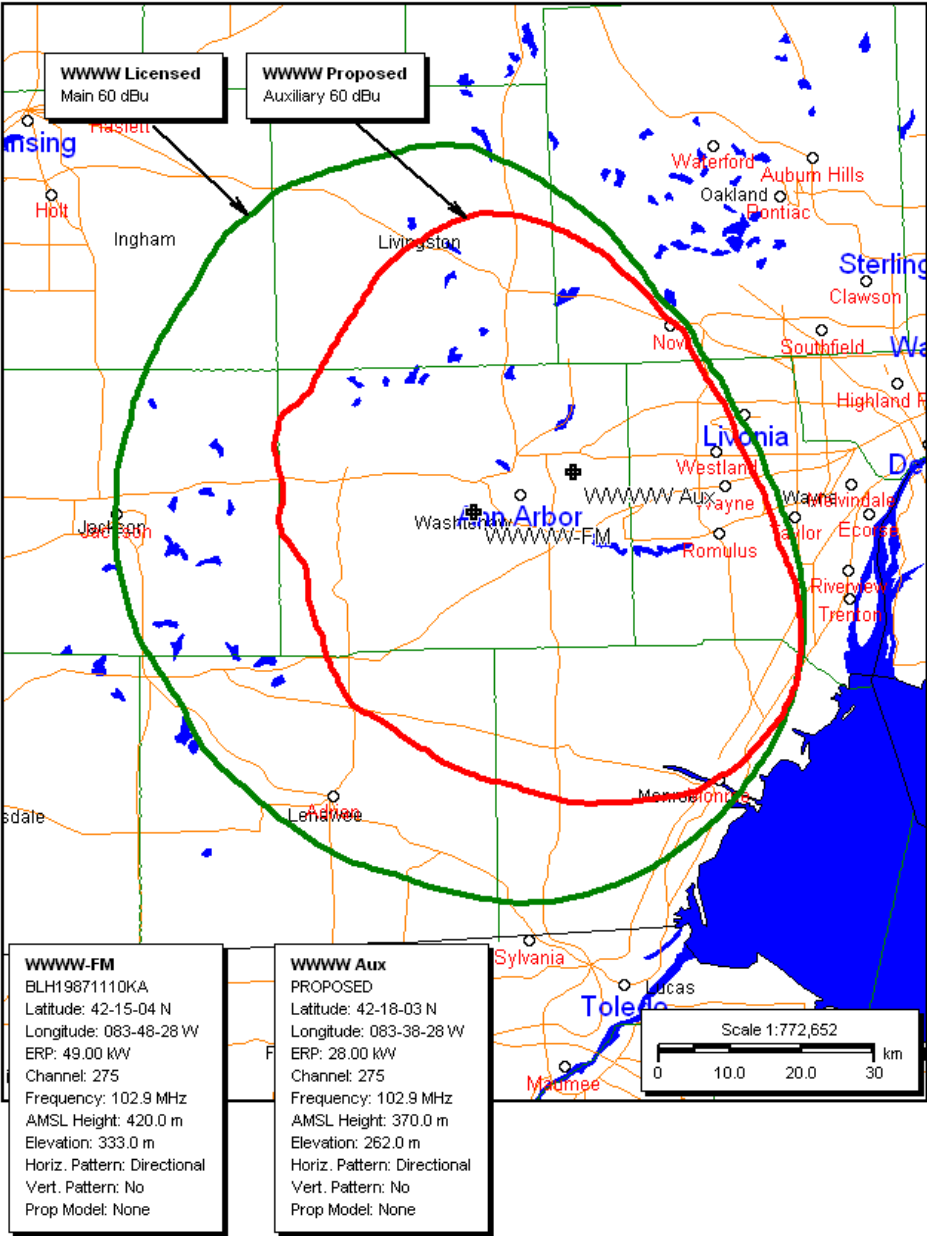 WWWW Licensed
Main 60 dBu
WWWW Proposed
Auxiliary 60 dBu
Haslett
ansing
Holt
Ingham
Livingston
Waterford
Auburn Hills
Oakland
Pontiac
Sterling
Clawson
Novi
Southfield
Wa
Highland P
Livonia
Westland
De
WWWW Aux
Wayne
Wayne
Melvindale
Washtenaw
Ann Arbor
WWWW-FM
Jackson
Jackson
Romulus
Taylor
Ecorse
Riverview
Trenton
Monroe
Monroe
sdale
Lenawee
Adrian
Sylvania
Lucas
Toledo
Maumee
F
WWWW-FM
BLH19871110KA
Latitude: 42-15-04 N
Longitude: 083-48-28 W
ERP: 49.00 kW
Channel: 275
Frequency: 102.9 MHz
AMSL Height: 420.0 m
Elevation: 333.0 m
Horiz. Pattern: Directional
Vert. Pattern: No
Prop Model: None
WWWW Aux
PROPOSED
Latitude: 42-18-03 N
Longitude: 083-38-28 W
ERP: 28.00 kW
Channel: 275
Frequency: 102.9 MHz
AMSL Height: 370.0 m
Elevation: 262.0 m
Horiz. Pattern: Directional
Vert. Pattern: No
Prop Model: None
Scale 1:772,652
km
0 10.0 20.0 30